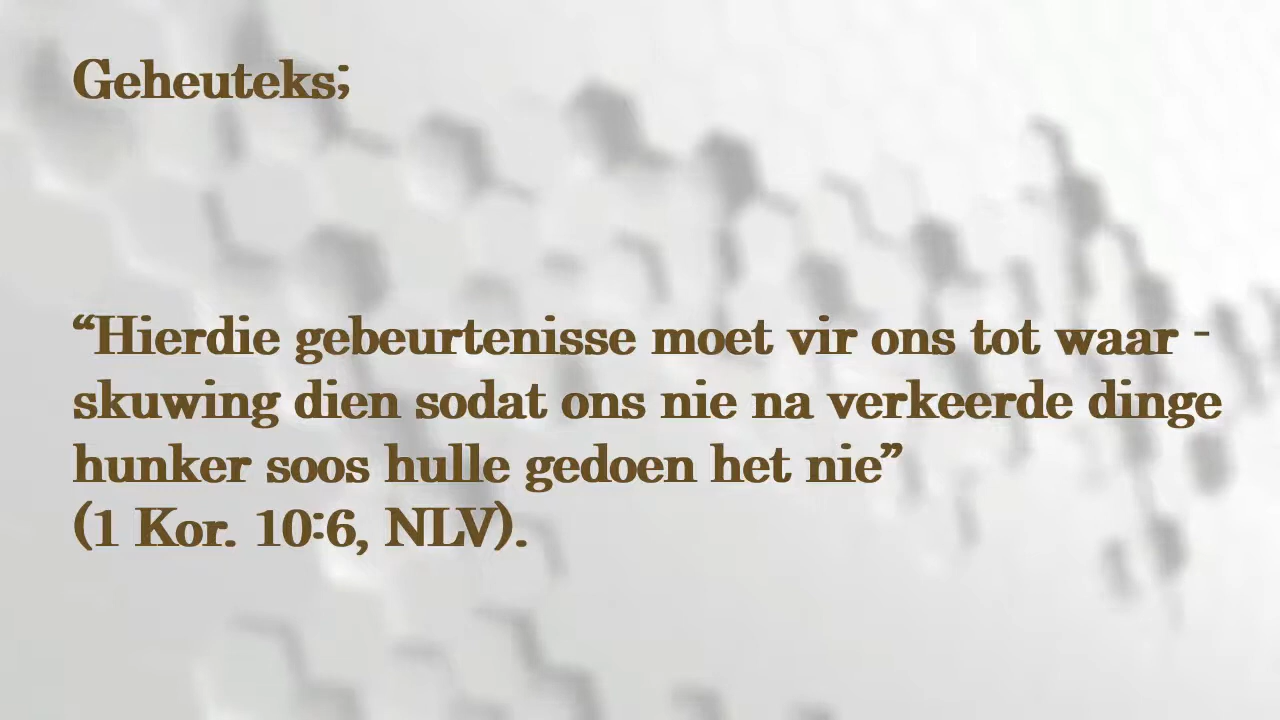 Geheuteks;
“Hierdie gebeurtenisse moet vir ons tot waar -
skuwing dien sodat ons nie na verkeerde dinge
hunker soos hulle gedoen het nie”
(1 Kor. 10:6, NLV).